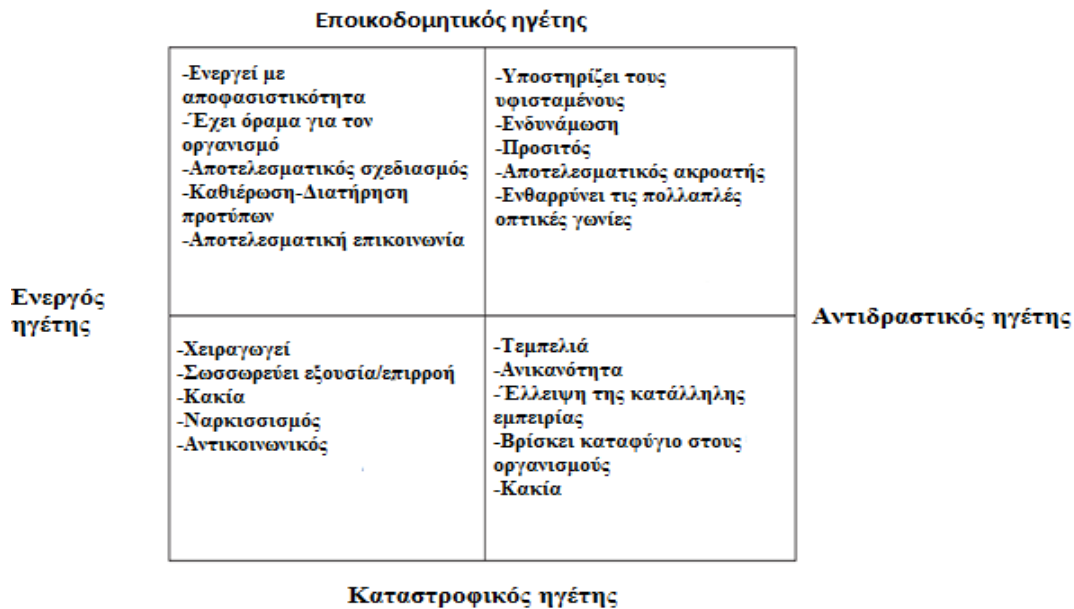 Εποικοδομητικός ηγέτης
-Ενεργεί με
αποφασιστικότητα
-Έχει όραμα για τον
οργανισμό
-Αποτελεσματικός σχεδιασμός
-Καθιέρωση-Διατήρηση
προτύπων
-Αποτελεσματική επικοινωνία
-Υποστηρίζει τους
υφισταμένους
-Ενδυνάμωση
-Προσιτός
-Αποτελεσματικός ακροατής
-Ενθαρρύνει τις πολλαπλές
οπτικές γωνίες
Ενεργός
ηγέτης
Αντιδραστικός ηγέτης
-Χειραγωγεί
-Σωσσωρεύει εξουσία/επιρροή
-Κακία
-Ναρκισσισμός
-Αντικοινωνικός
-Τεμπελιά
-Ανικανότητα
-Έλλειψη της κατάλληλης
εμπειρίας
-Βρίσκει καταφύγιο στους
οργανισμούς
-Κακία
Καταστροφικός ηγέτης